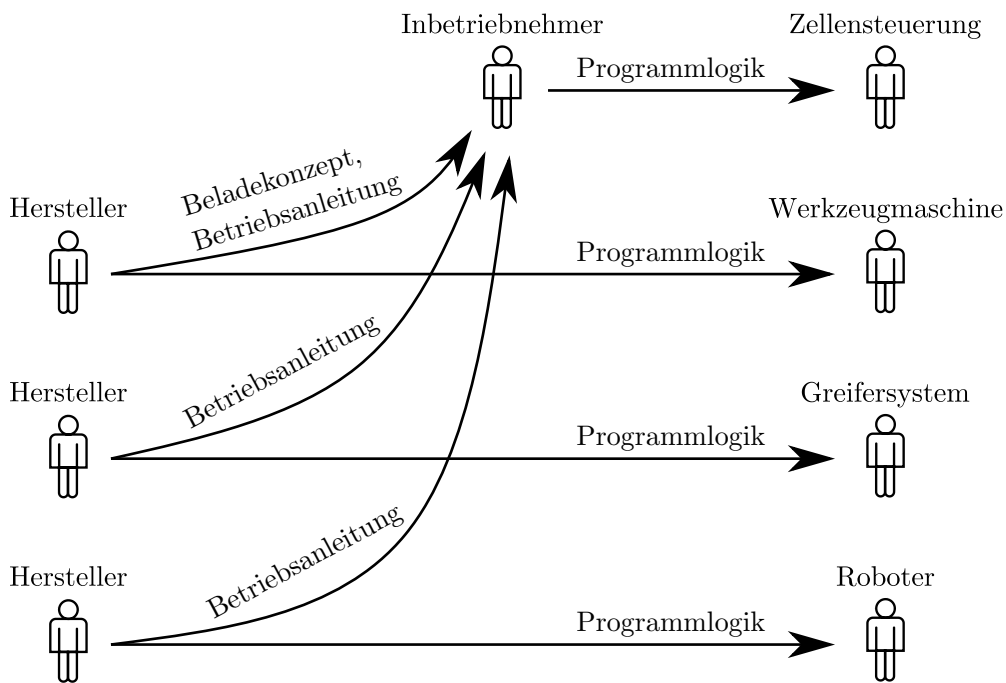 Inbetriebnehmer
Zellensteuerung
Programmlogik
Beladekonzept,
Betriebsanleitung
Hersteller
Werkzeugmaschine
Programmlogik
Betriebsanleitung
Hersteller
Greifersystem
Programmlogik
Betriebsanleitung
Hersteller
Roboter
Programmlogik